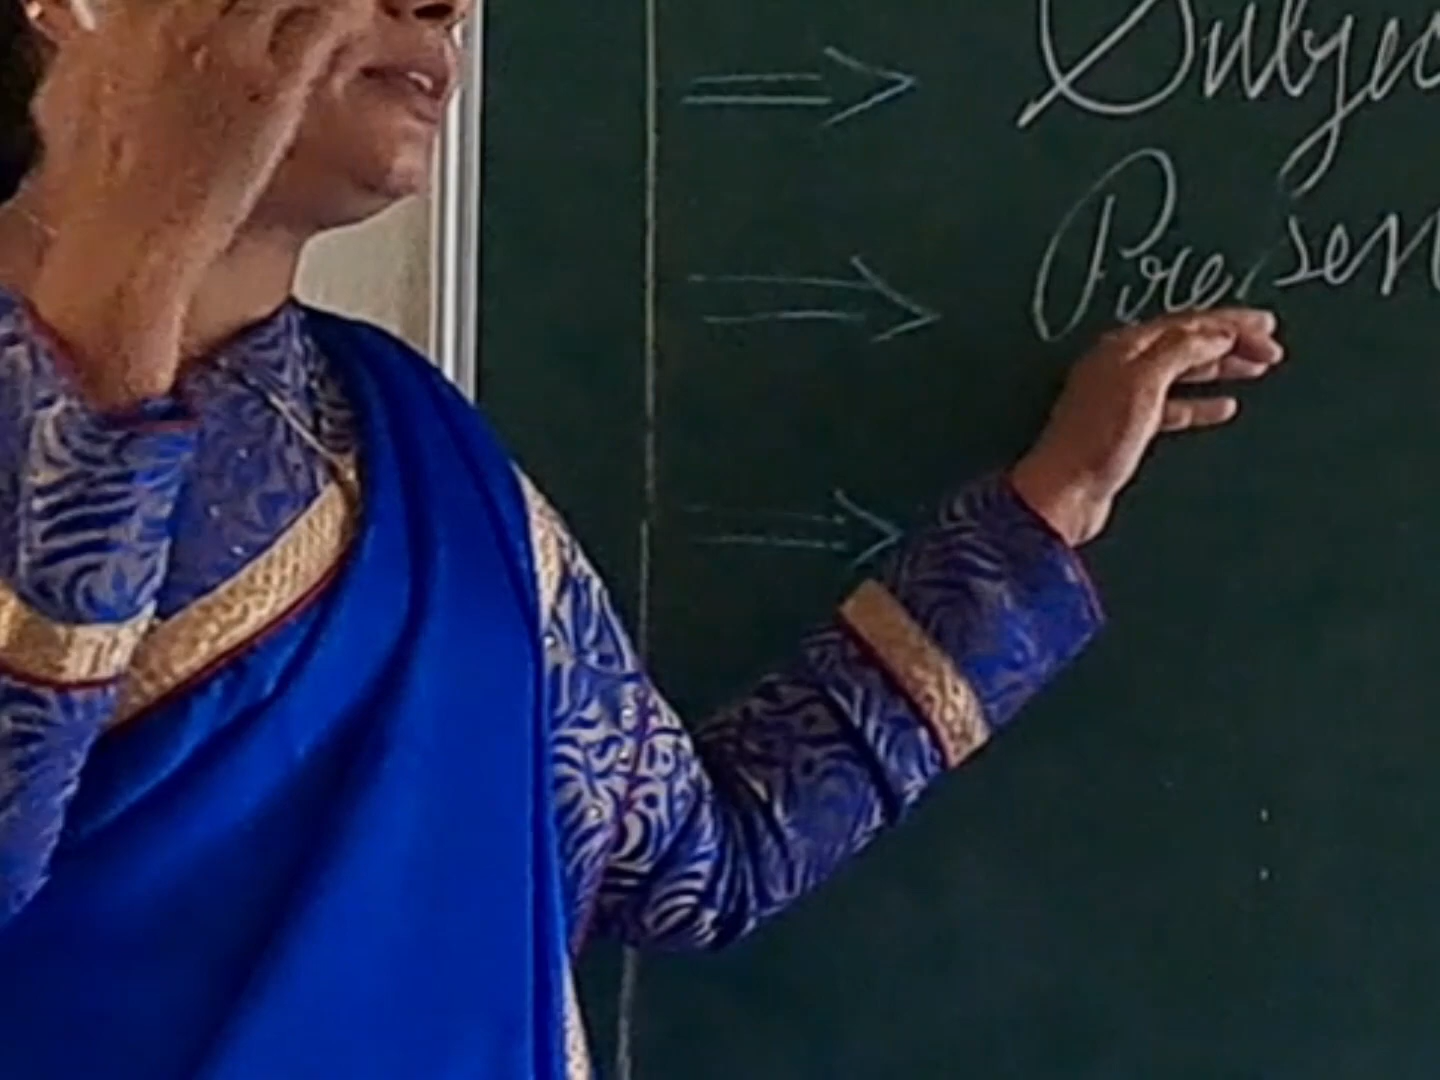 ⇒ Subjec
⇒ Presen
⇒